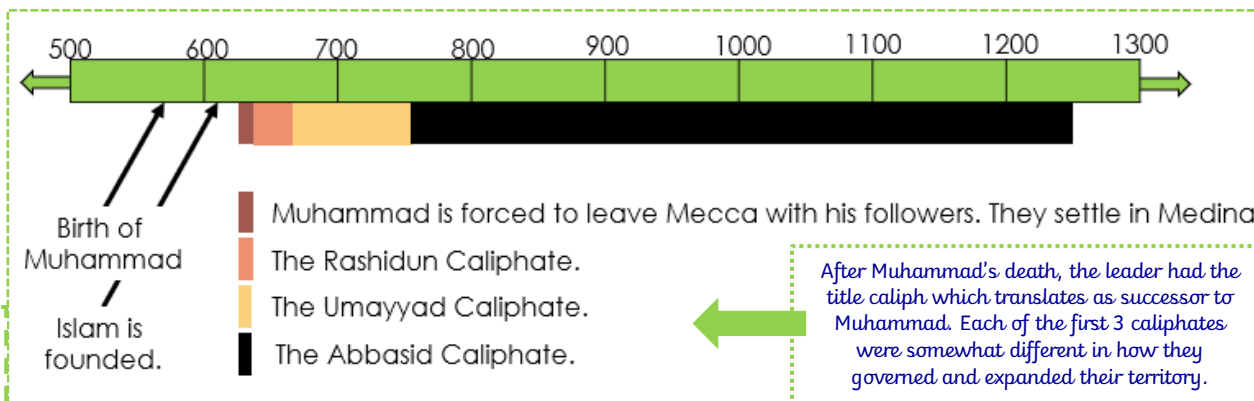 500 600 700 800 900 1000 1100 1200 1300
Birth of
Muhammad
Islam is
founded.
Muhammad is forced to leave Mecca with his followers. They settle in Medina
The Rashidun Caliphate.
The Umayyad Caliphate.
The Abbasid Caliphate.
After Muhammad's death, the leader had the
title caliph which translates as successor to
Muhammad. Each of the first 3 caliphates
were somewhat different in how they
governed and expanded their territory.